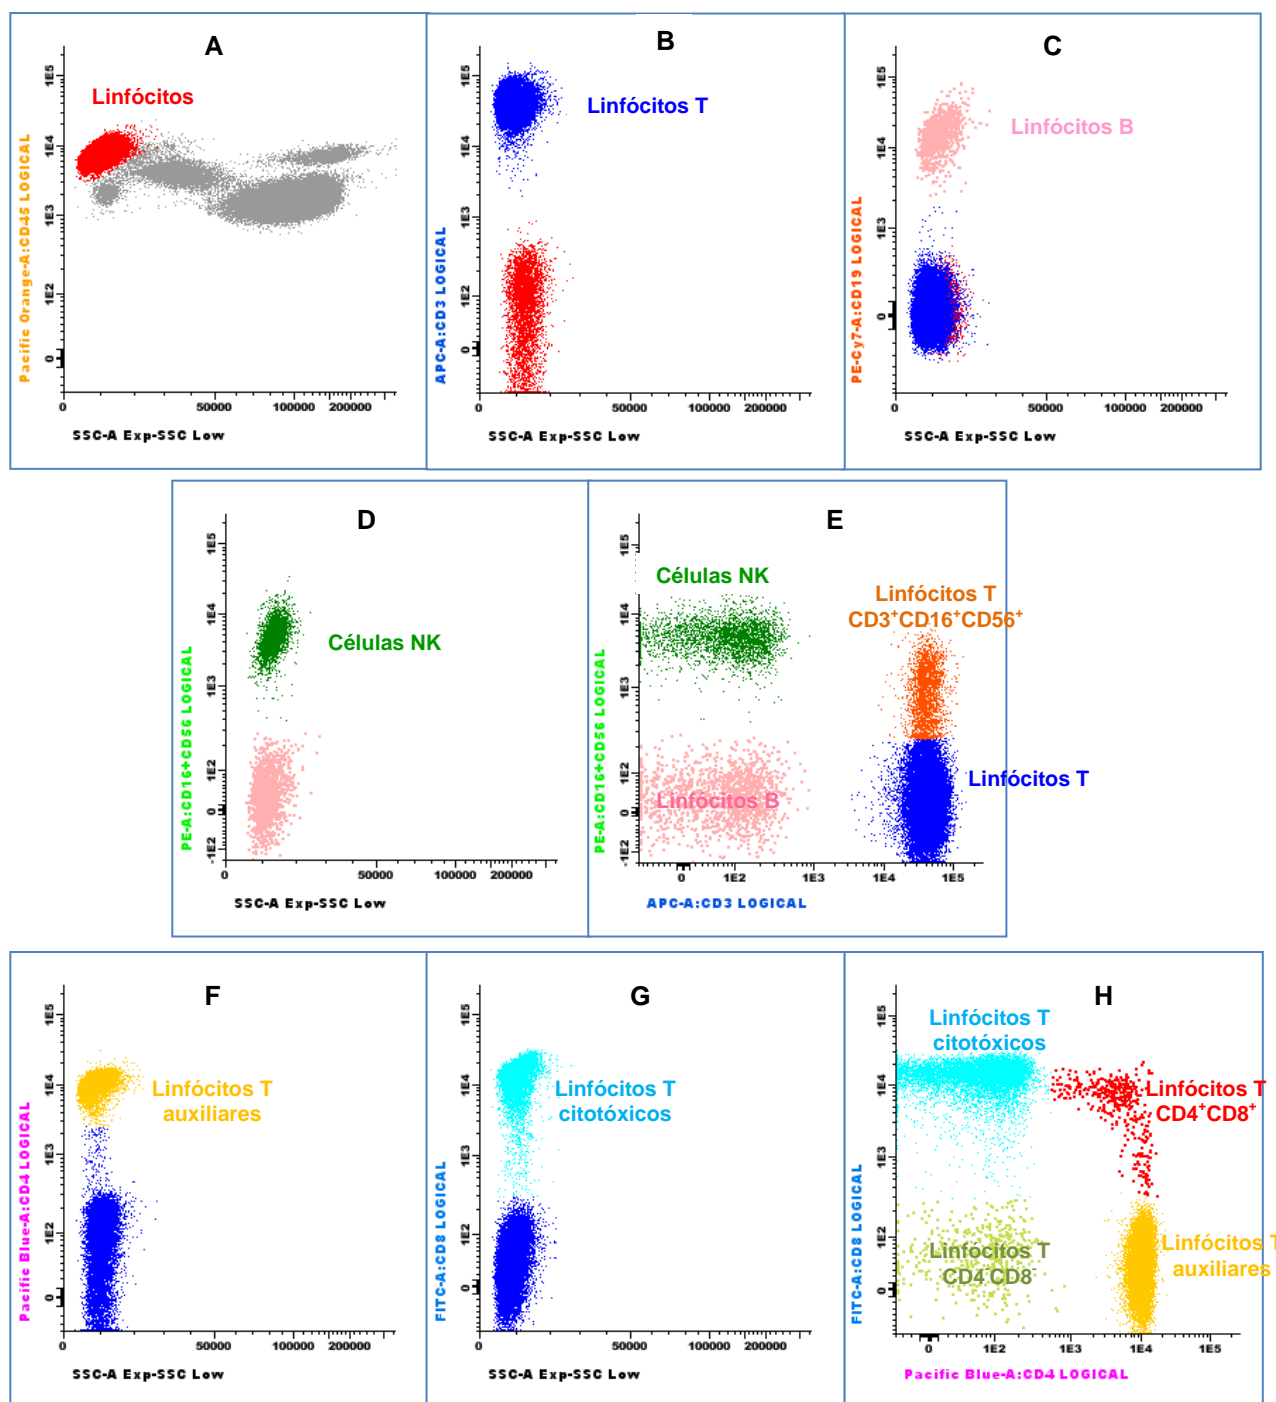 A
Linfócitos
1E5
1E4
1E3
1E2
0
Pacific Orange-A:CD45 LOGICAL
0 50000 100000 200000
SSC-A Exp-SSC Low
B
Linfócitos T
1E5
1E4
1E3
1E2
0
APC-A:CD3 LOGICAL
0 50000 100000 200000
SSC-A Exp-SSC Low
C
Linfócitos B
1E5
1E4
1E3
0
PE-Cy7-A:CD19 LOGICAL
0 50000 100000 200000
SSC-A Exp-SSC Low
D
Células NK
1E5
1E4
1E3
1E2
0
-1E2
PE-A:CD16+CD56 LOGICAL
0 50000 100000 200000
SSC-A Exp-SSC Low
E
Células NK
Linfócitos T
CD3⁺CD16⁺CD56⁺
Linfócitos T
Linfócitos B
1E5
1E4
1E3
1E2
0
-1E2
PE-A:CD16+CD56 LOGICAL
0 1E2 1E3 1E4 1E5
APC-A:CD3 LOGICAL
F
Linfócitos T
auxiliares
1E5
1E4
1E3
1E2
0
Pacific Blue-A:CD4 LOGICAL
0 50000 100000 200000
SSC-A Exp-SSC Low
G
Linfócitos T
citotóxicos
1E5
1E4
1E3
1E2
0
FITC-A:CD8 LOGICAL
0 50000 100000 200000
SSC-A Exp-SSC Low
H
Linfócitos T
citotóxicos
Linfócitos T
CD4⁺CD8⁺
Linfócitos T
CD4⁻CD8⁻
Linfócitos T
auxiliares
1E5
1E4
1E3
1E2
0
FITC-A:CD8 LOGICAL
0 1E2 1E3 1E4 1E5
Pacific Blue-A:CD4 LOGICAL